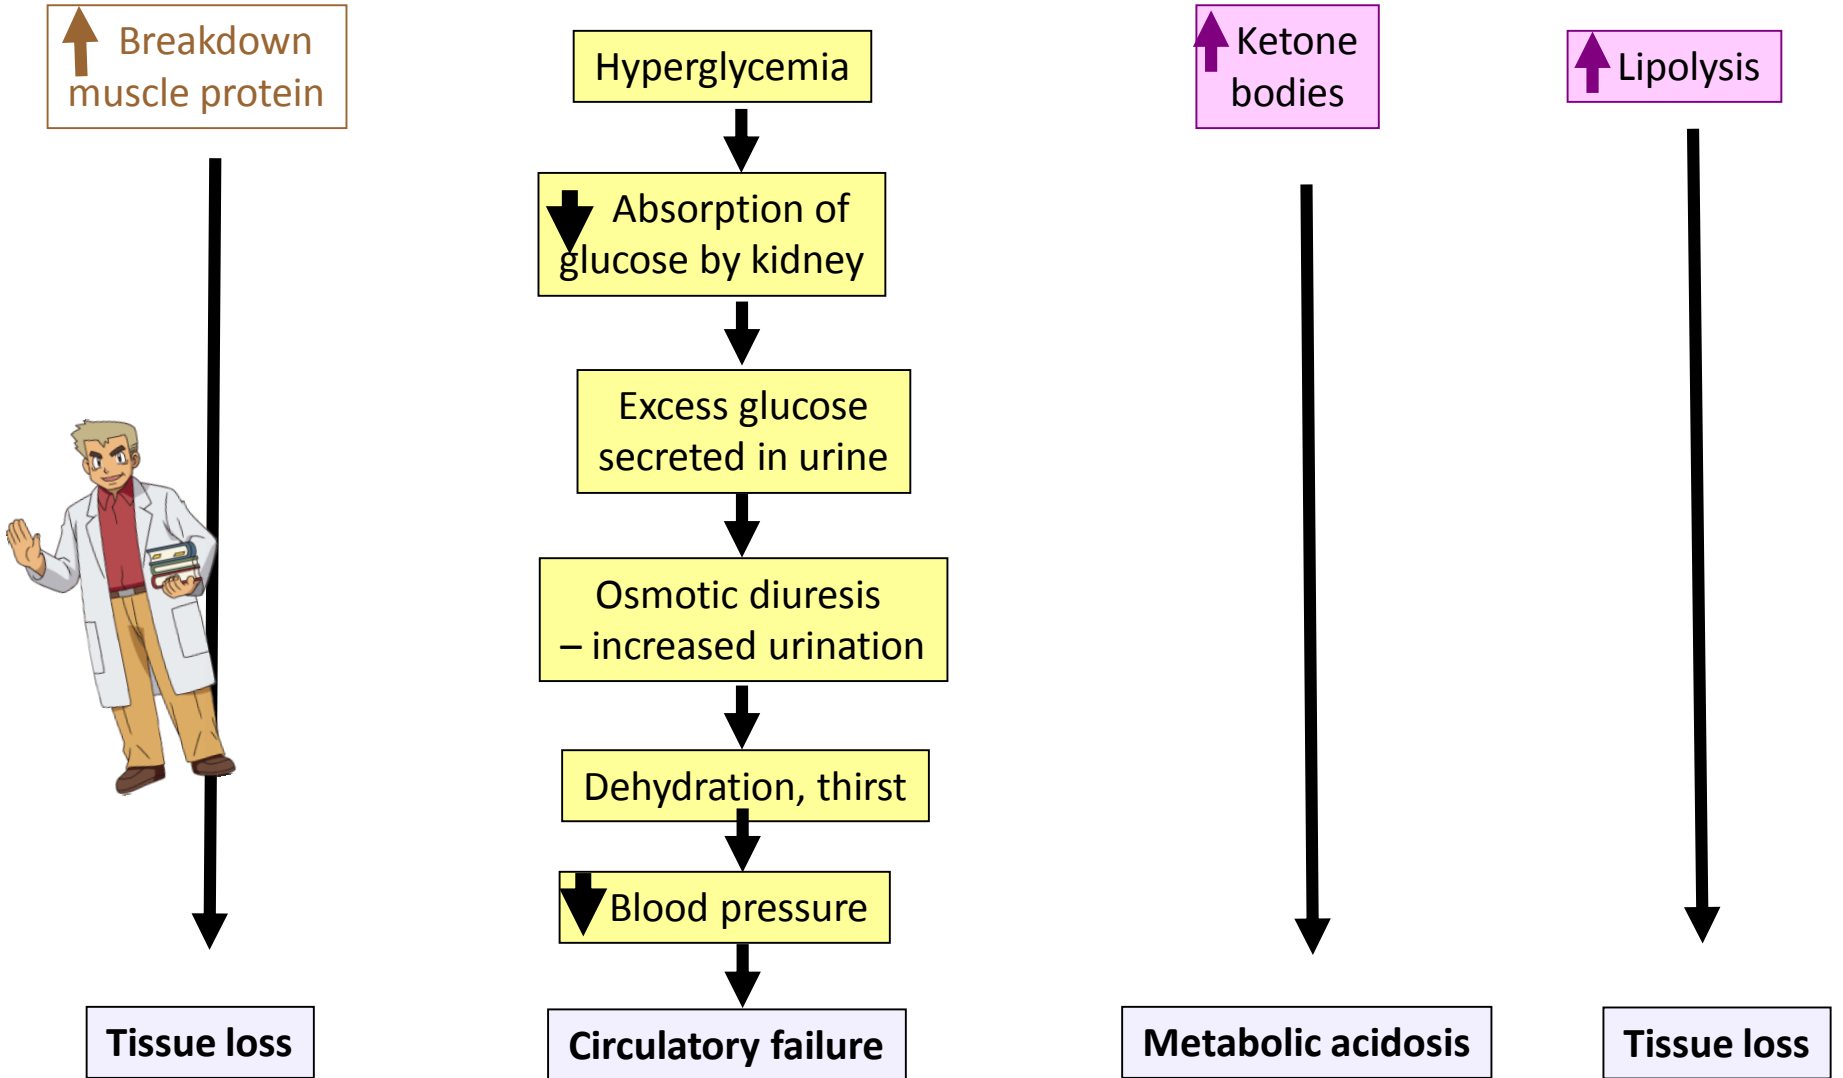 Breakdown
muscle protein
Hyperglycemia
Absorption of
glucose by kidney
Excess glucose
secreted in urine
Osmotic diuresis
– increased urination
Dehydration, thirst
Blood pressure
Ketone
bodies
Lipolysis
Tissue loss
Circulatory failure
Metabolic acidosis
Tissue loss